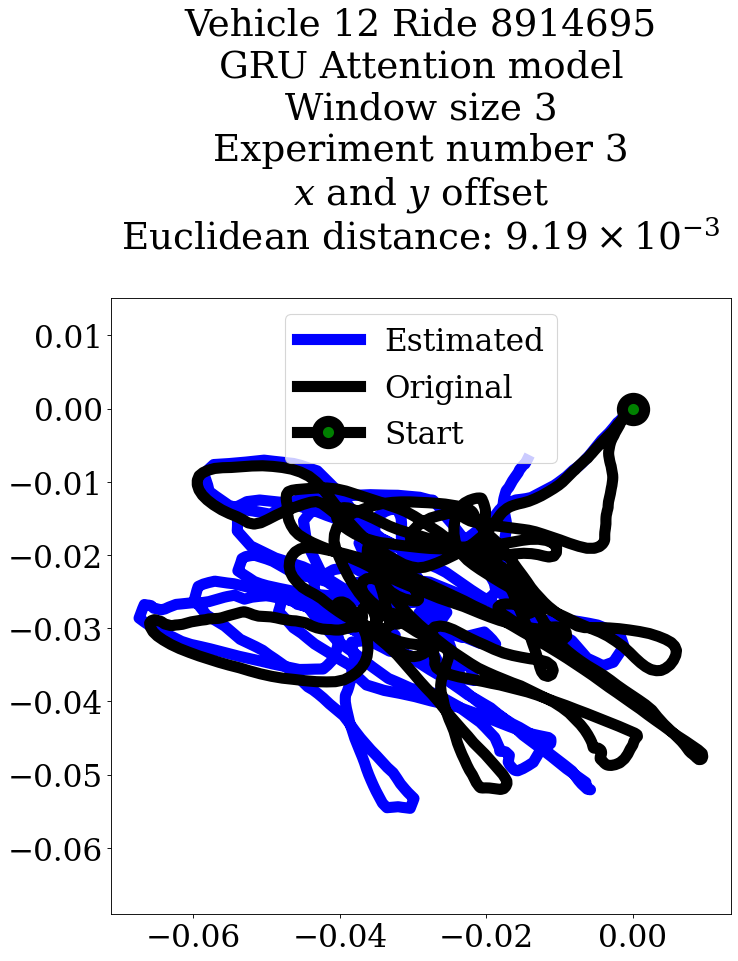 Vehicle 12 Ride 8914695
GRU Attention model
Window size 3
Experiment number 3
x and y offset
Euclidean distance: 9.19 × 10⁻³
Estimated
Original
Start
0.01
0.00
−0.01
−0.02
−0.03
−0.04
−0.05
−0.06
−0.06 −0.04 −0.02 0.00